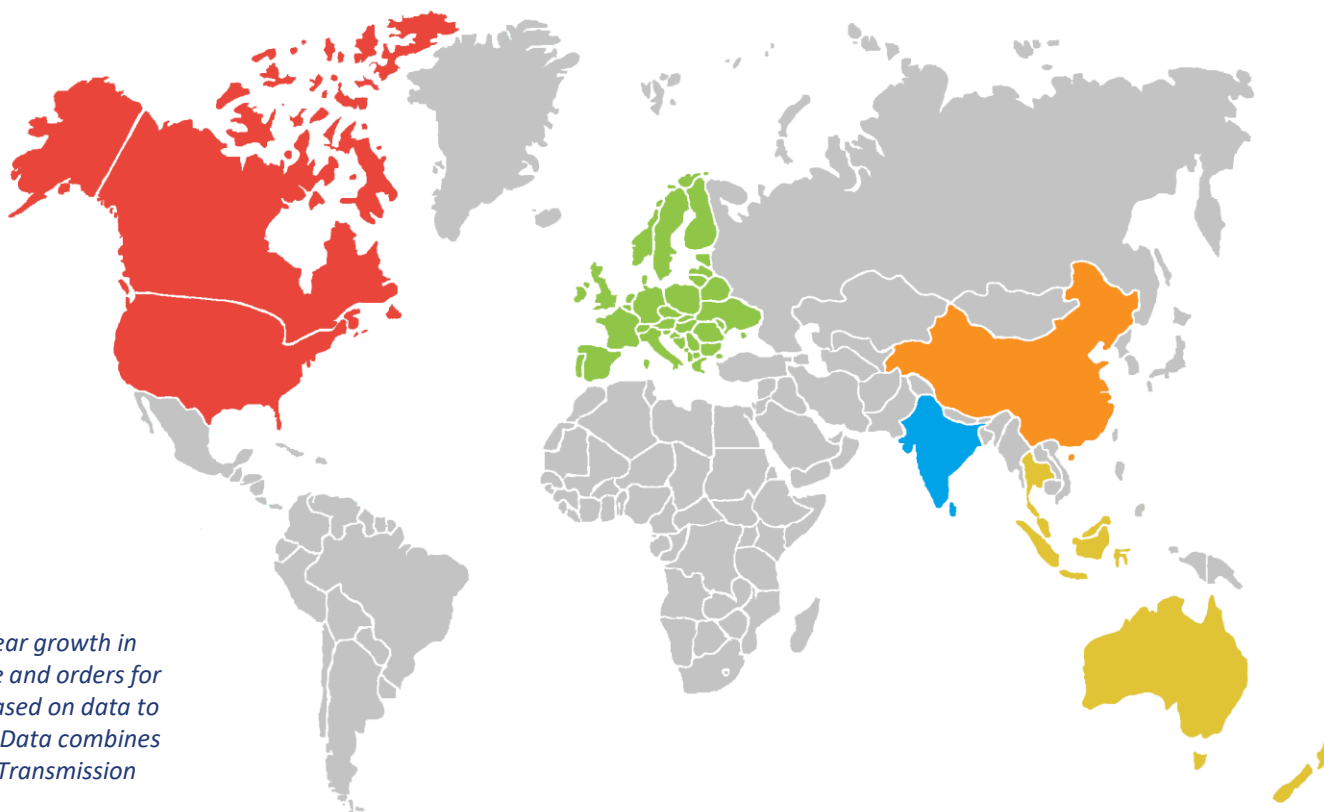 ear growth in
e and orders for
ased on data to
Data combines
Transmission